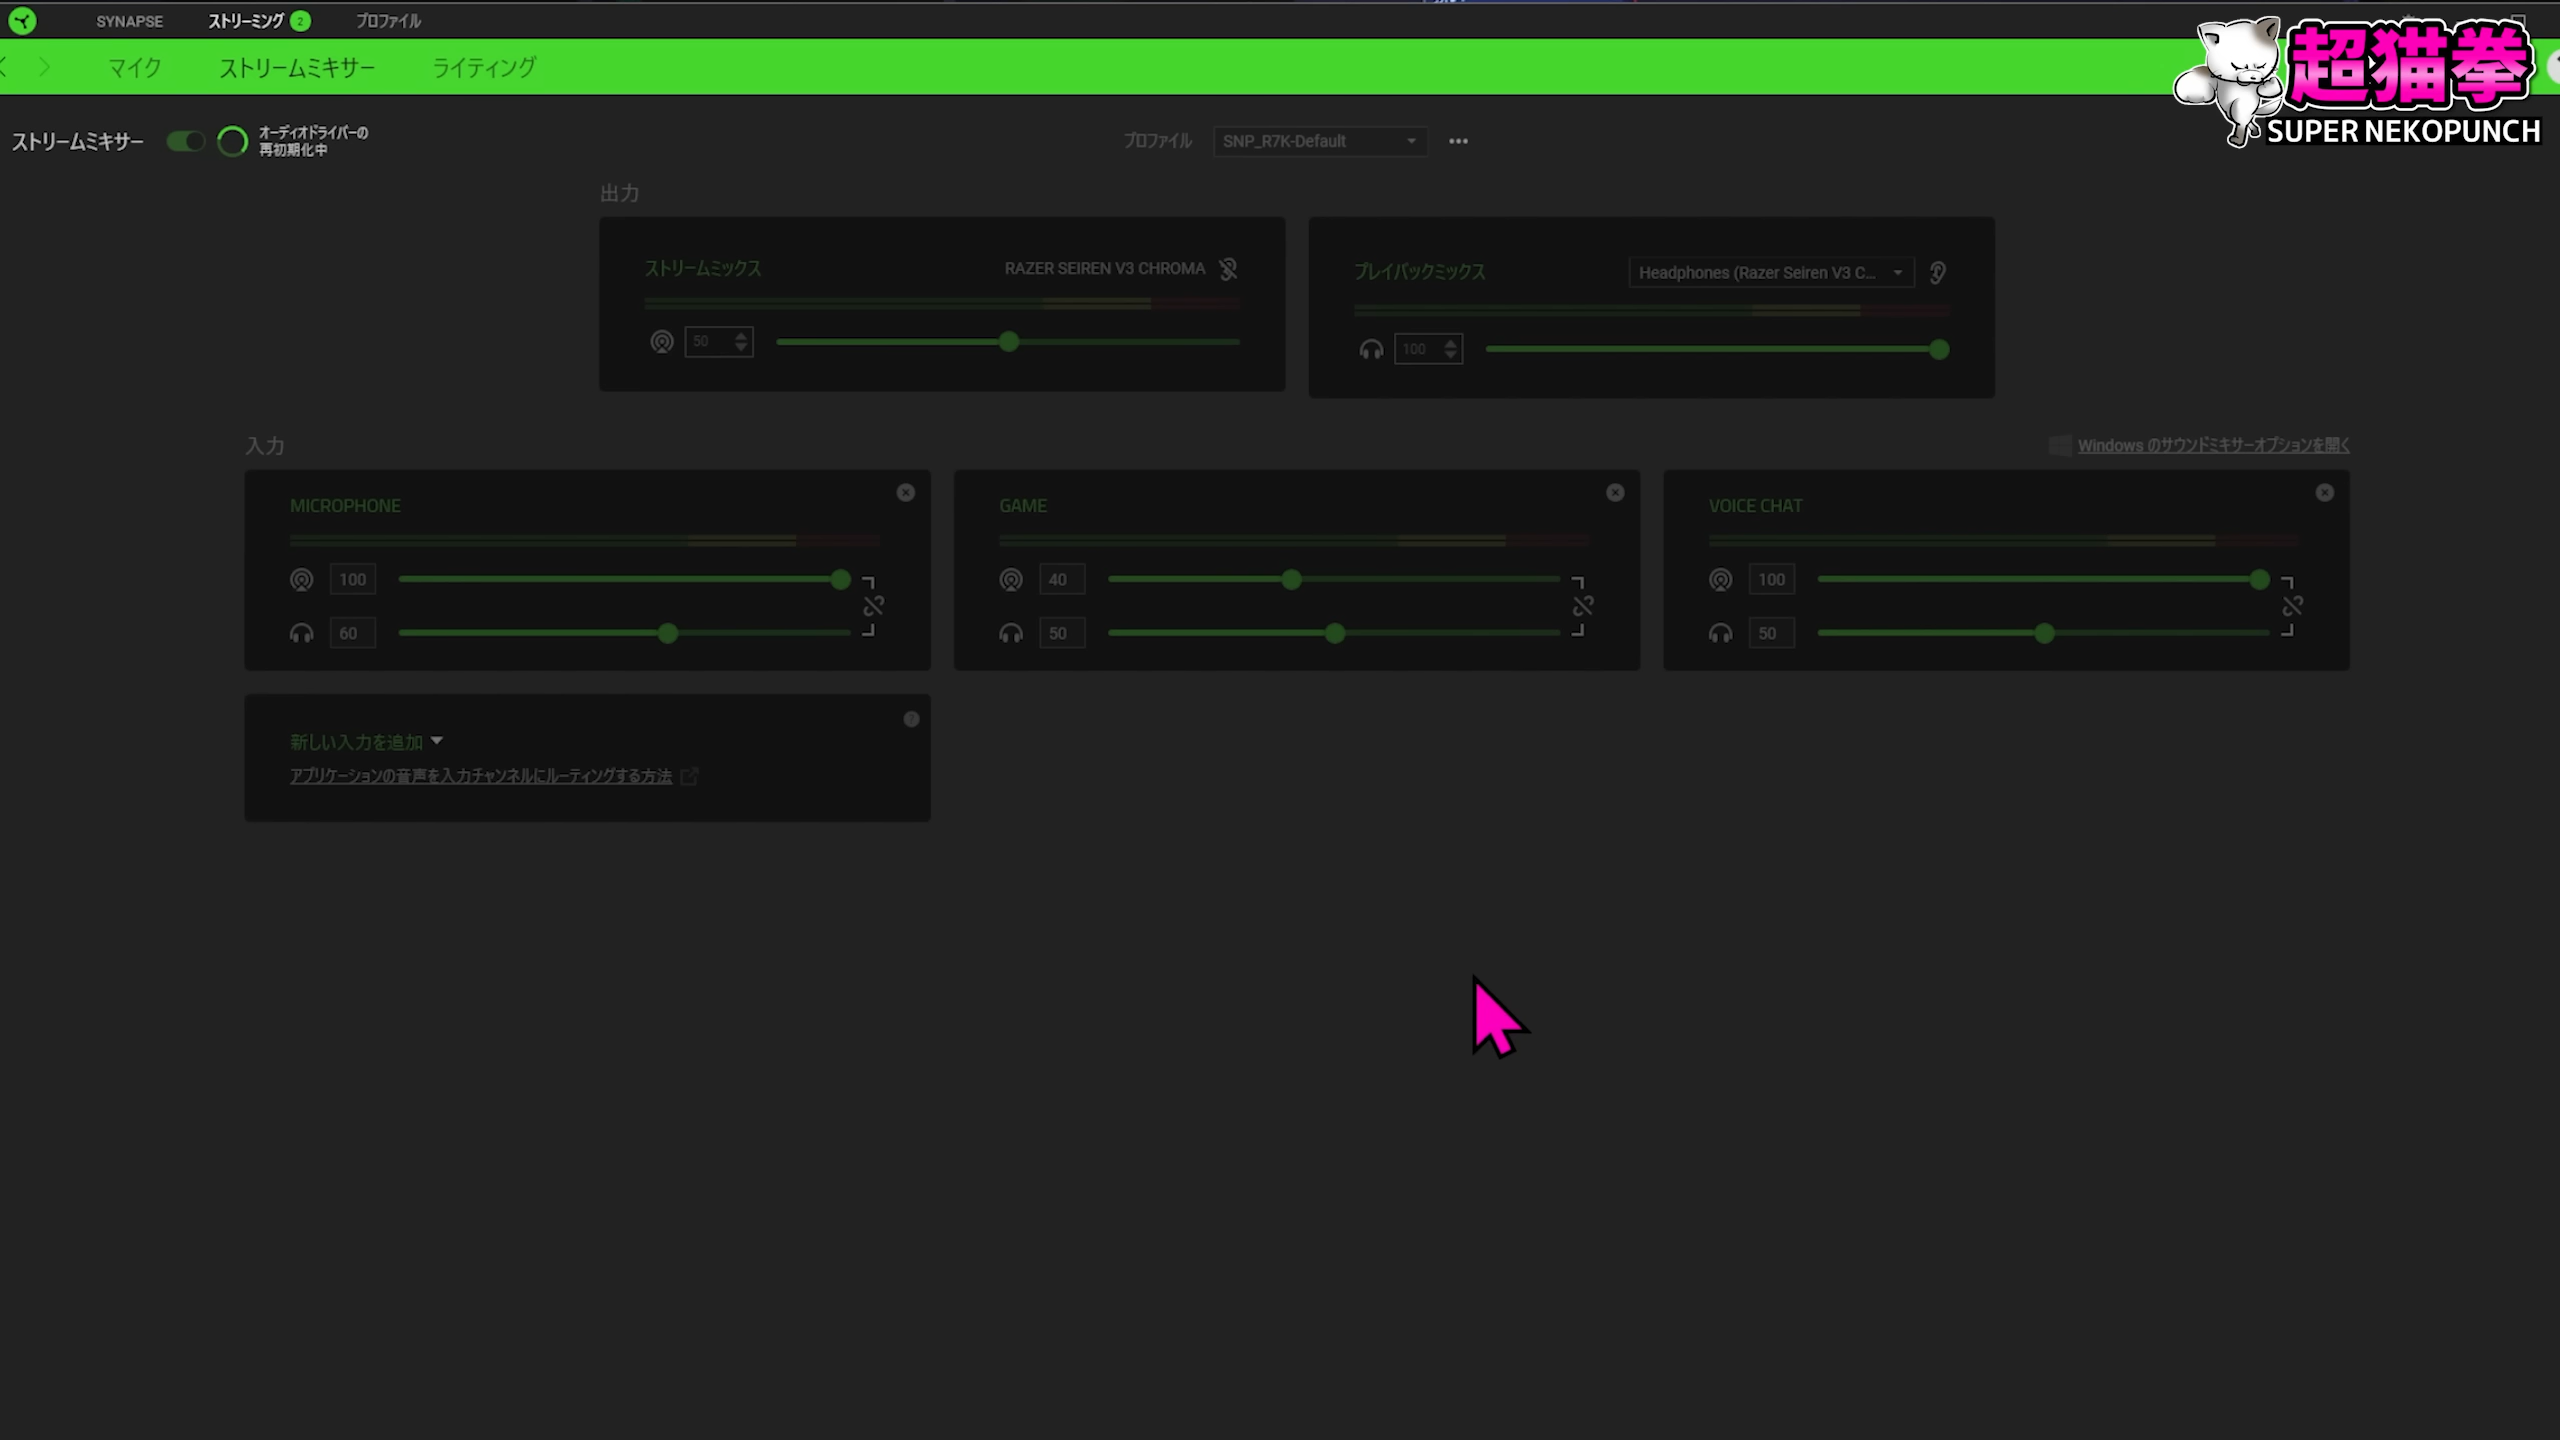 SYNAPSE
ストリーミング 2
プロファイル
マイク
ストリームミキサー
ライティング
超猫拳
SUPER NEKOPUNCH
ストリームミキサー
オーディオドライバーの
再初期化中
プロファイル
SNP_R7K-Default
出力
ストリームミックス
RAZER SEIREN V3 CHROMA
50
プレイバックミックス
Headphones (Razer Seiren V3 C...
100
入力
Windows のサウンドミキサーオプションを開く
MICROPHONE
100
60
GAME
40
50
VOICE CHAT
100
50
新しい入力を追加
?
アプリケーションの音声を入力チャンネルにルーティングする方法